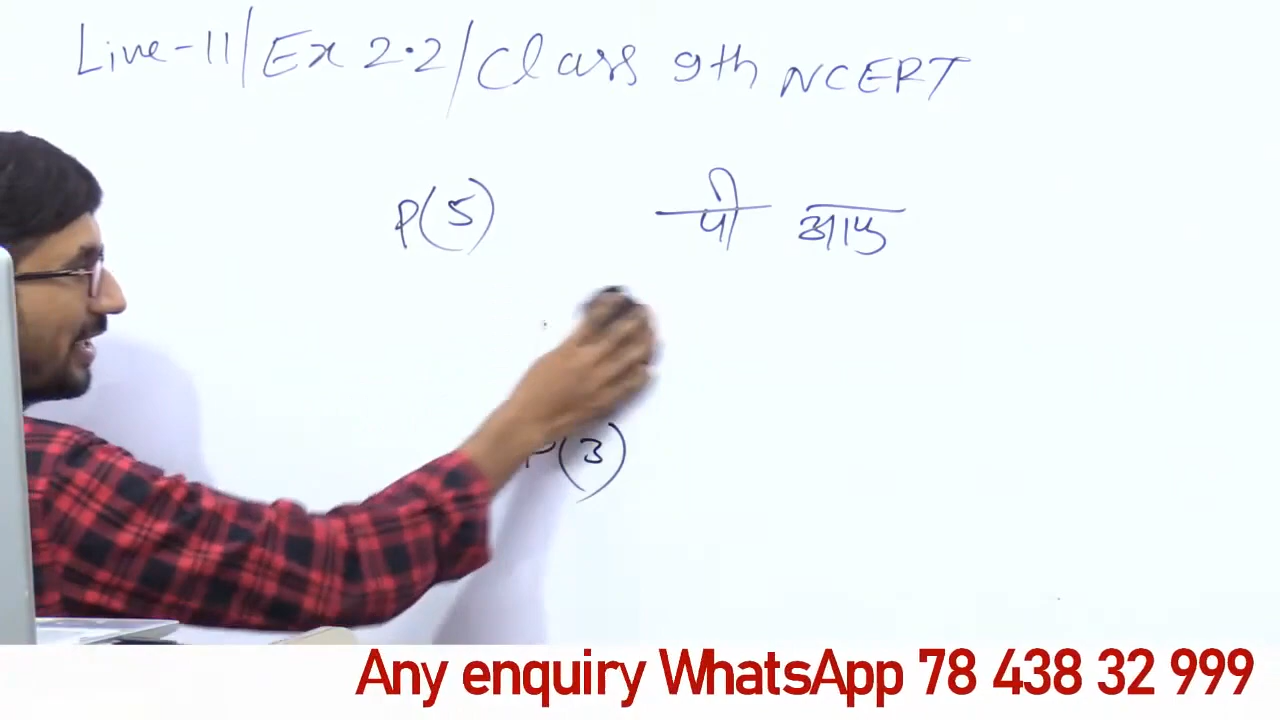 Live-11/Ex 2.2/Class 9th NCERT
P(5) पी आफ
P(3)
Any enquiry WhatsApp 78 438 32 999